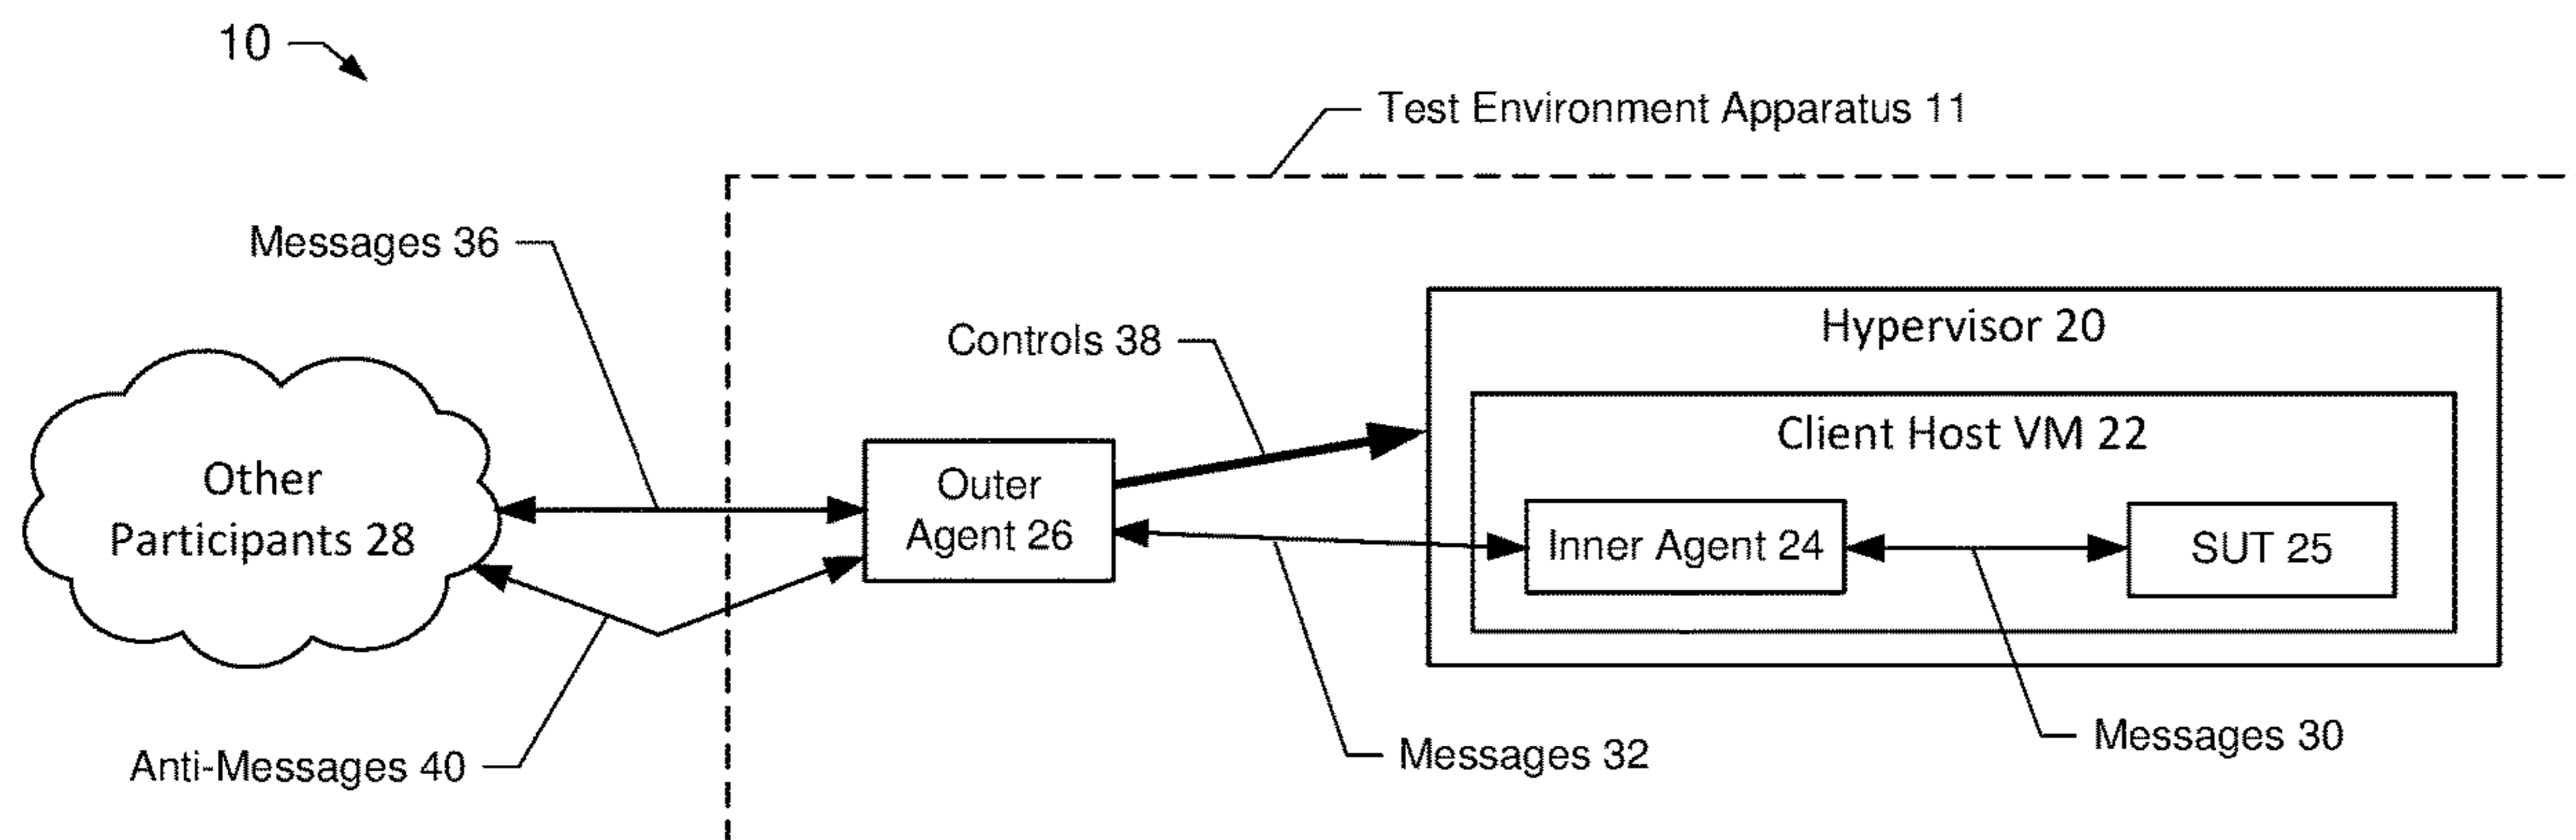 10
Test Environment Apparatus 11
Messages 36
Hypervisor 20
Controls 38
Client Host VM 22
Other
Participants 28
Outer
Agent 26
Inner Agent 24
SUT 25
Messages 30
Messages 32
Anti-Messages 40